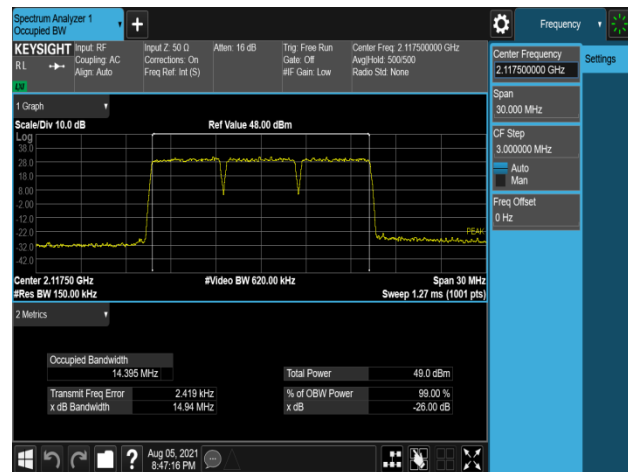 Spectrum Analyzer 1
Occupied BW
+
Frequency
KEYSIGHT Input: RF Input Z: 50 Ω Atten: 16 dB Trig: Free Run Center Freq: 2.117500000 GHz
RL Coupling: AC Corrections: On Gate: Off Avg|Hold: 500/500
Align: Auto Freq Ref: Int (S) #IF Gain: Low Radio Std: None
LW
Center Frequency
2.117500000 GHz
Settings
Span
30.000 MHz
CF Step
3.000000 MHz
Auto
Man
Freq Offset
0 Hz
1 Graph
Scale/Div 10.0 dB Ref Value 48.00 dBm
Log
38.0
28.0
18.0
8.00
-2.00
-12.0
-22.0
-32.0
-42.0
PEAK
Center 2.11750 GHz #Video BW 620.00 kHz Span 30 MHz
#Res BW 150.00 kHz Sweep 1.27 ms (1001 pts)
2 Metrics
Occupied Bandwidth
14.395 MHz Total Power 49.0 dBm
Transmit Freq Error 2.419 kHz % of OBW Power 99.00 %
x dB Bandwidth 14.94 MHz x dB -26.00 dB
? Aug 05, 2021
8:47:16 PM